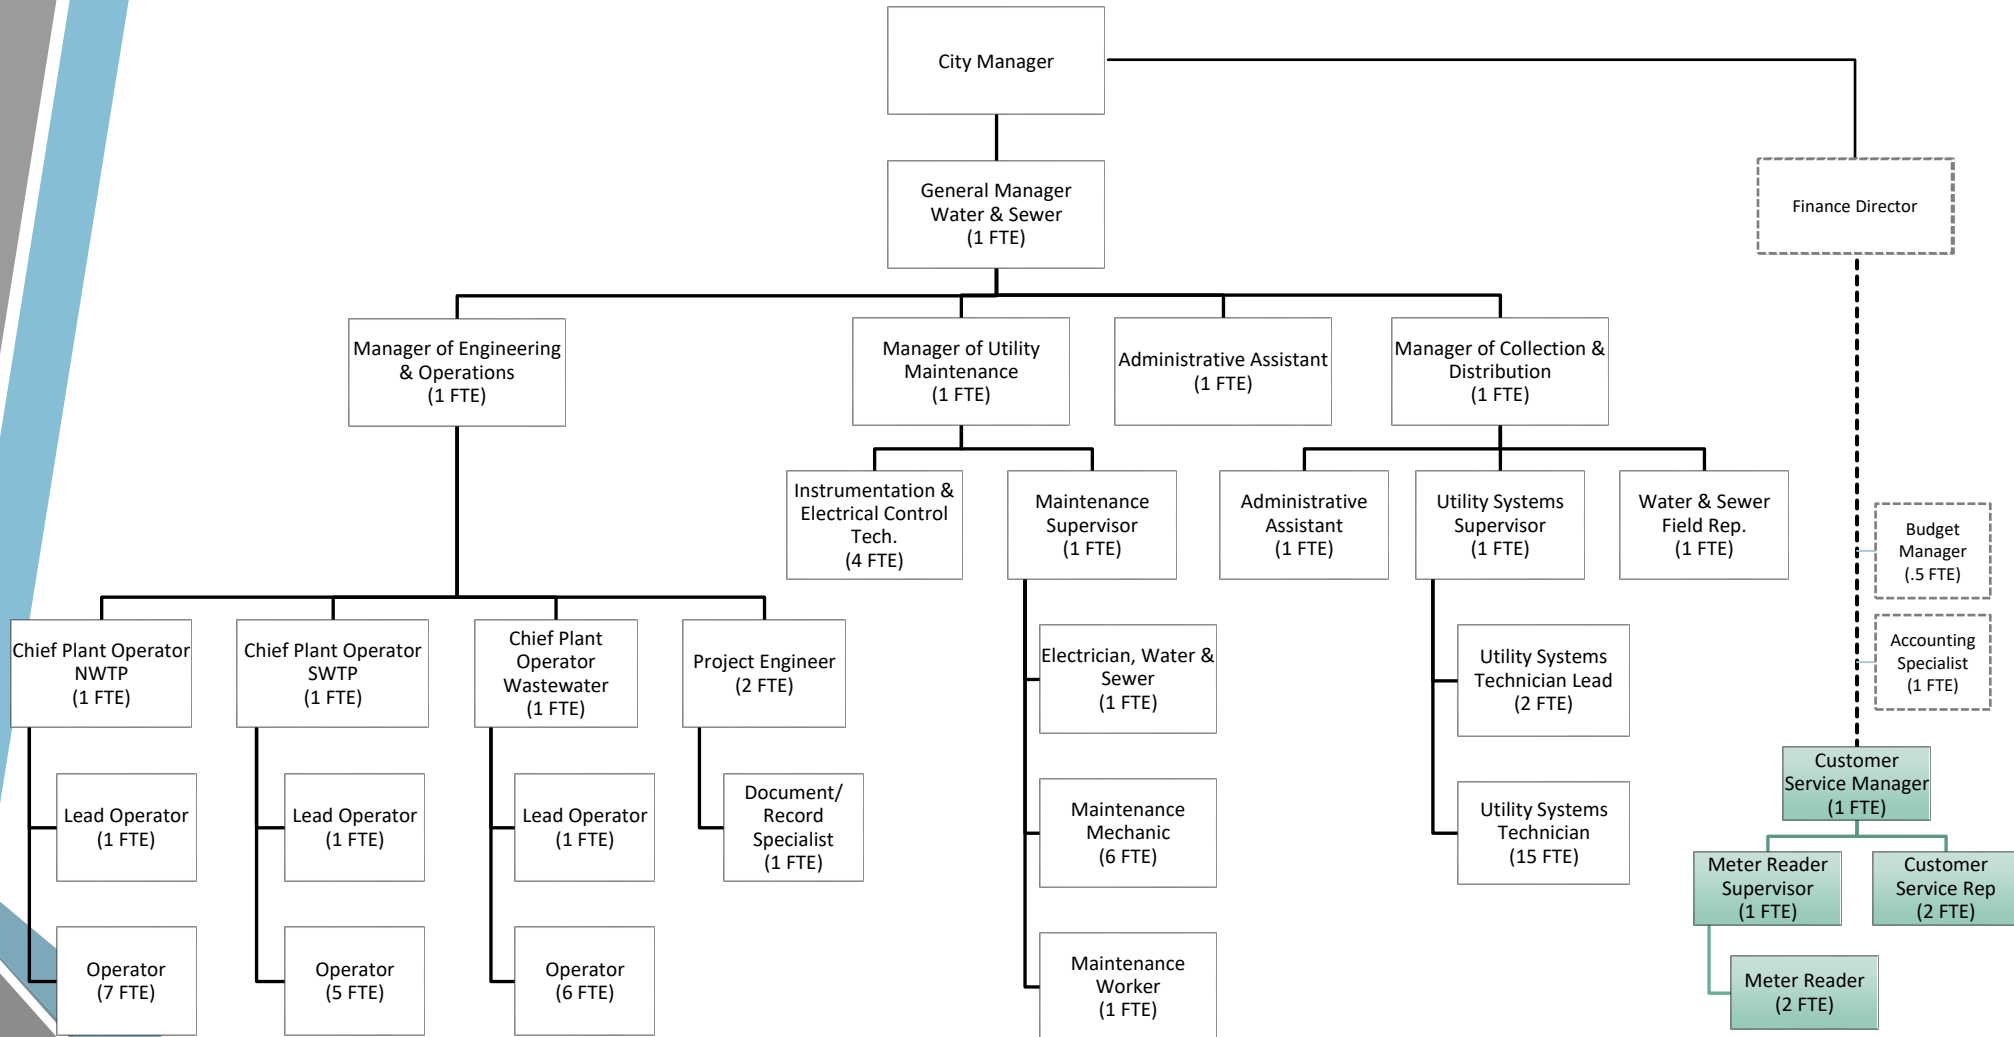 City Manager
General Manager
Water & Sewer
(1 FTE)
Finance Director
Manager of Engineering
& Operations
(1 FTE)
Manager of Utility
Maintenance
(1 FTE)
Administrative Assistant
(1 FTE)
Manager of Collection &
Distribution
(1 FTE)
Instrumentation &
Electrical Control
Tech.
(4 FTE)
Maintenance
Supervisor
(1 FTE)
Administrative
Assistant
(1 FTE)
Utility Systems
Supervisor
(1 FTE)
Water & Sewer
Field Rep.
(1 FTE)
Budget
Manager
(.5 FTE)
Accounting
Specialist
(1 FTE)
Chief Plant Operator
NWTP
(1 FTE)
Chief Plant Operator
SWTP
(1 FTE)
Chief Plant
Operator
Wastewater
(1 FTE)
Project Engineer
(2 FTE)
Electrician, Water &
Sewer
(1 FTE)
Utility Systems
Technician Lead
(2 FTE)
Customer
Service Manager
(1 FTE)
Lead Operator
(1 FTE)
Lead Operator
(1 FTE)
Lead Operator
(1 FTE)
Document/
Record
Specialist
(1 FTE)
Maintenance
Mechanic
(6 FTE)
Utility Systems
Technician
(15 FTE)
Meter Reader
Supervisor
(1 FTE)
Customer
Service Rep
(2 FTE)
Operator
(7 FTE)
Operator
(5 FTE)
Operator
(6 FTE)
Maintenance
Worker
(1 FTE)
Meter Reader
(2 FTE)